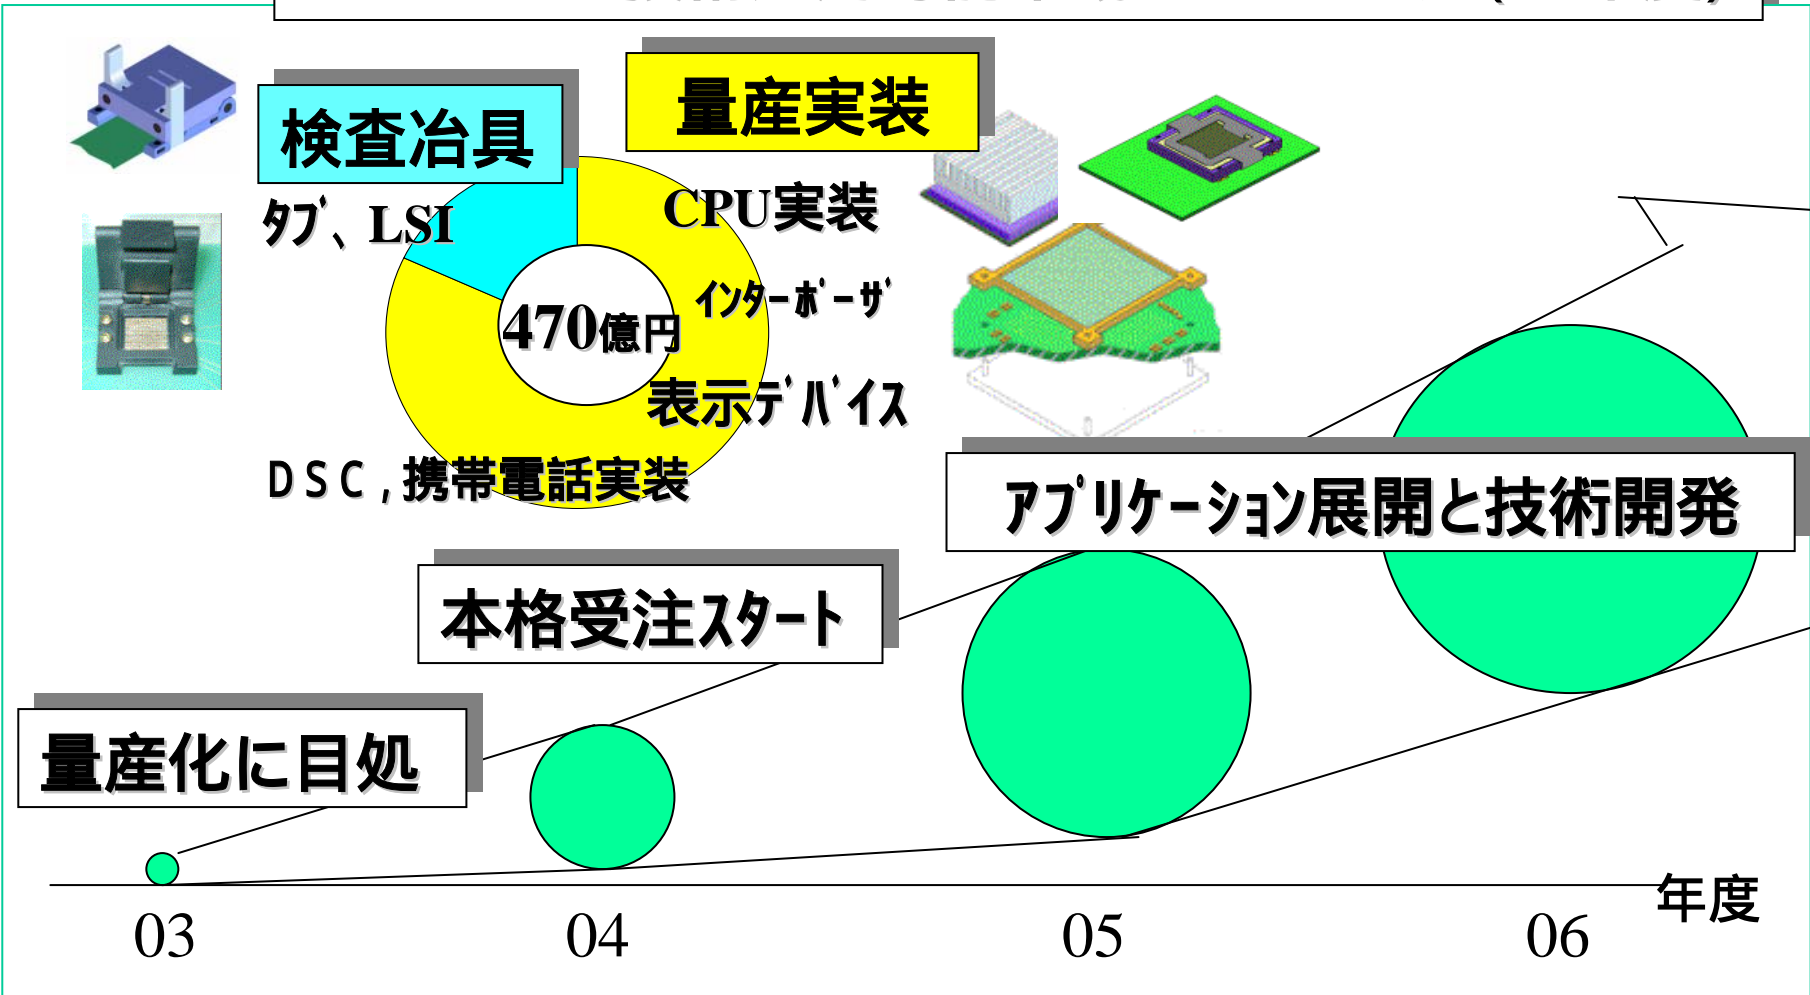 量産実装
検査冶具
CPU実装
ﾀﾌﾞ、LSI
ｲﾝﾀｰﾎﾟｰｻﾞ
470億円
表示ﾃﾞﾊﾞｲｽ
ＤＳＣ,携帯電話実装
ｱﾌﾟﾘｹｰｼｮﾝ展開と技術開発
本格受注ｽﾀｰﾄ
量産化に目処
年度
03
04
05
06